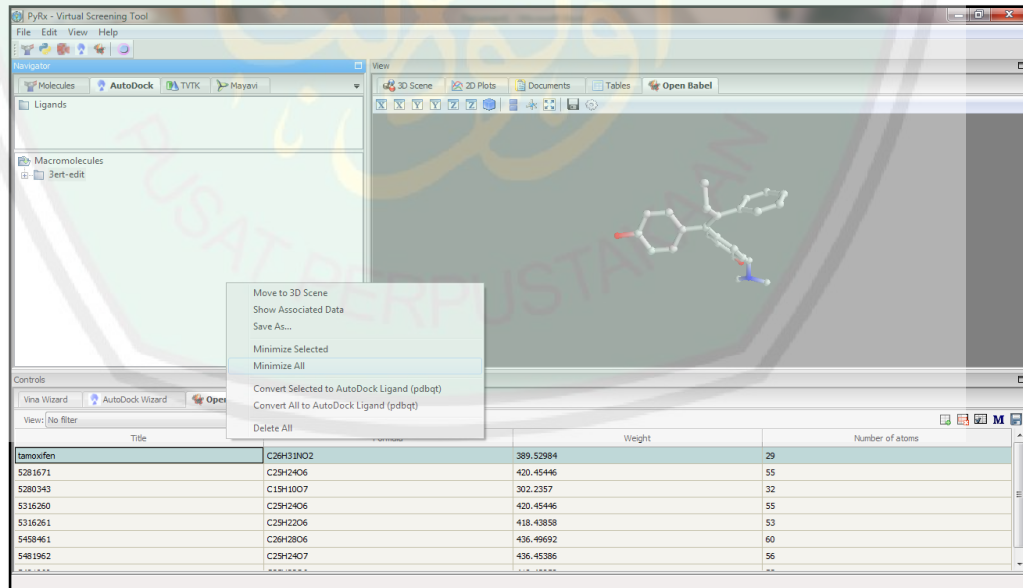 PyRx - Virtual Screening Tool
File Edit View Help
Navigator
View
Molecules AutoDock TVTK Mayavi
3D Scene 2D Plots Documents Tables Open Babel
Ligands
X X Y Y Z Z
Macromolecules
3ert-edit
PUSAT PERPUSTAKAAN
Move to 3D Scene
Show Associated Data
Save As...
Minimize Selected
Minimize All
Convert Selected to AutoDock Ligand (pdbqt)
Convert All to AutoDock Ligand (pdbqt)
Delete All
Controls
Vina Wizard AutoDock Wizard Open
View: No filter
M
Title Formula Weight Number of atoms
tamoxifen C26H31NO2 389.52984 29
5281671 C25H24O6 420.45446 55
5280343 C15H10O7 302.2357 32
5316260 C25H24O6 420.45446 55
5316261 C25H22O6 418.43858 53
5458461 C26H28O6 436.49692 60
5481962 C25H24O7 436.45386 56